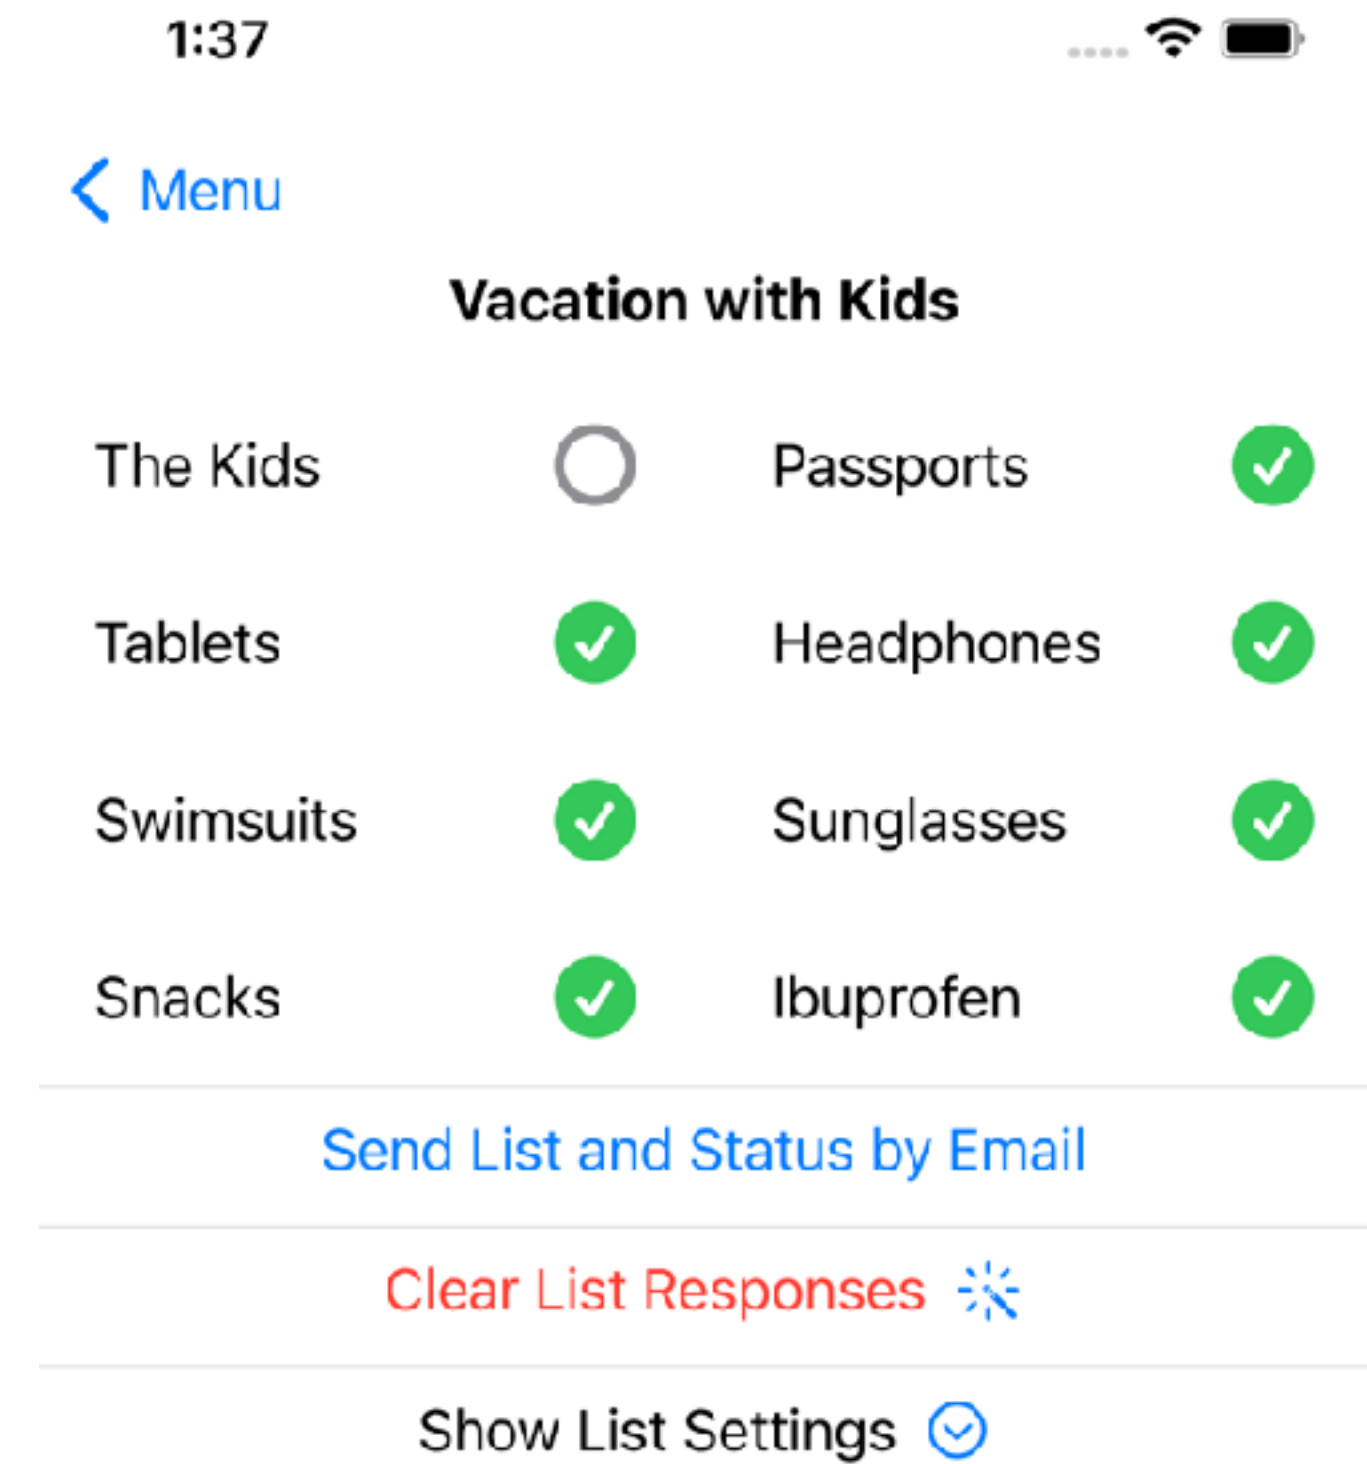 1:37
Menu
Vacation with Kids
The Kids Passports
Tablets Headphones
Swimsuits Sunglasses
Snacks Ibuprofen
Send List and Status by Email
Clear List Responses
Show List Settings